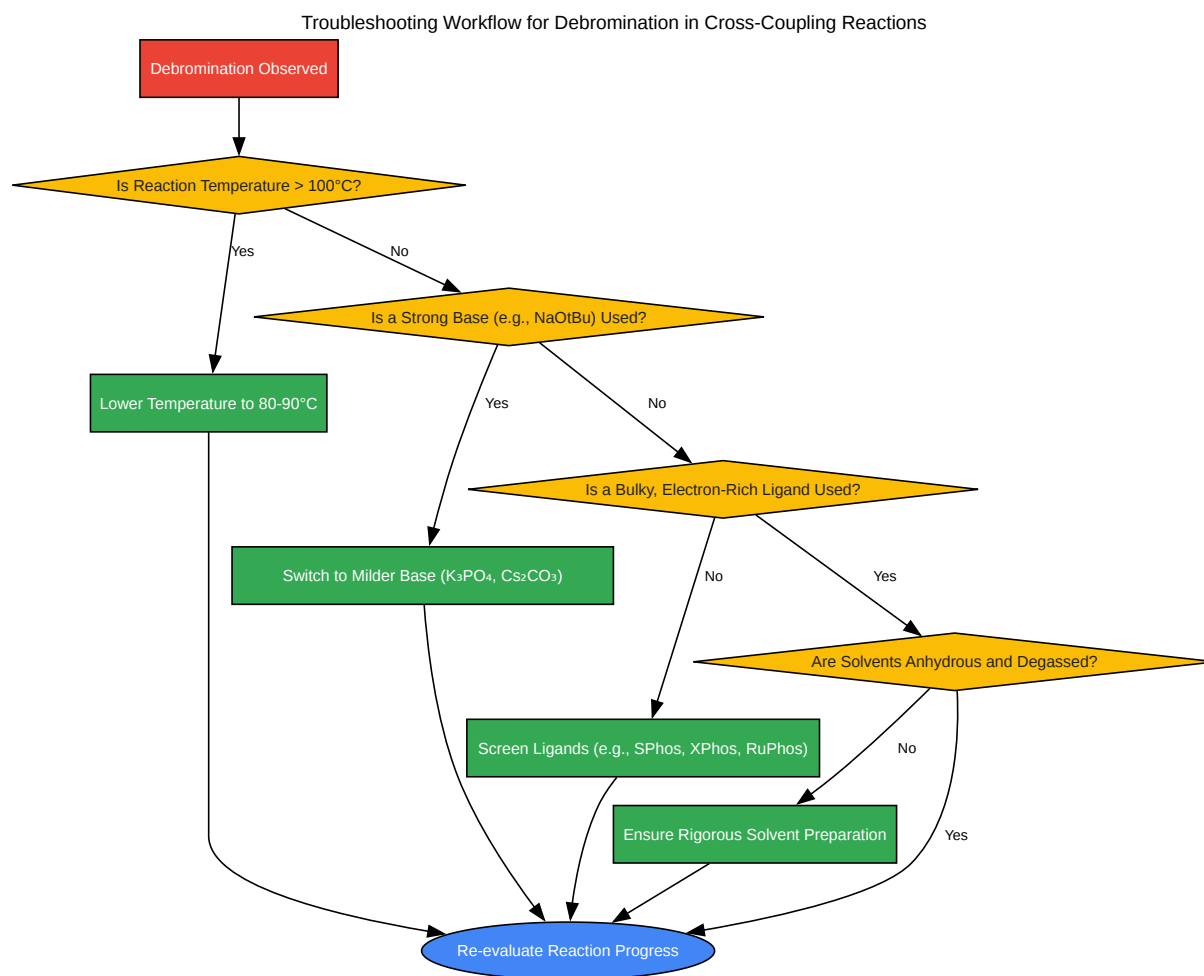 Troubleshooting Workflow for Debromination in Cross-Coupling Reactions
Debromination Observed
Is Reaction Temperature > 100°C?
Yes
No
Is a Strong Base (e.g., NaOtBu) Used?
Lower Temperature to 80-90°C
Yes
No
Is a Bulky, Electron-Rich Ligand Used?
Switch to Milder Base (K₃PO₄, Cs₂CO₃)
No
Yes
Are Solvents Anhydrous and Degassed?
Screen Ligands (e.g., SPhos, XPhos, RuPhos)
No
Ensure Rigorous Solvent Preparation
Yes
Re-evaluate Reaction Progress